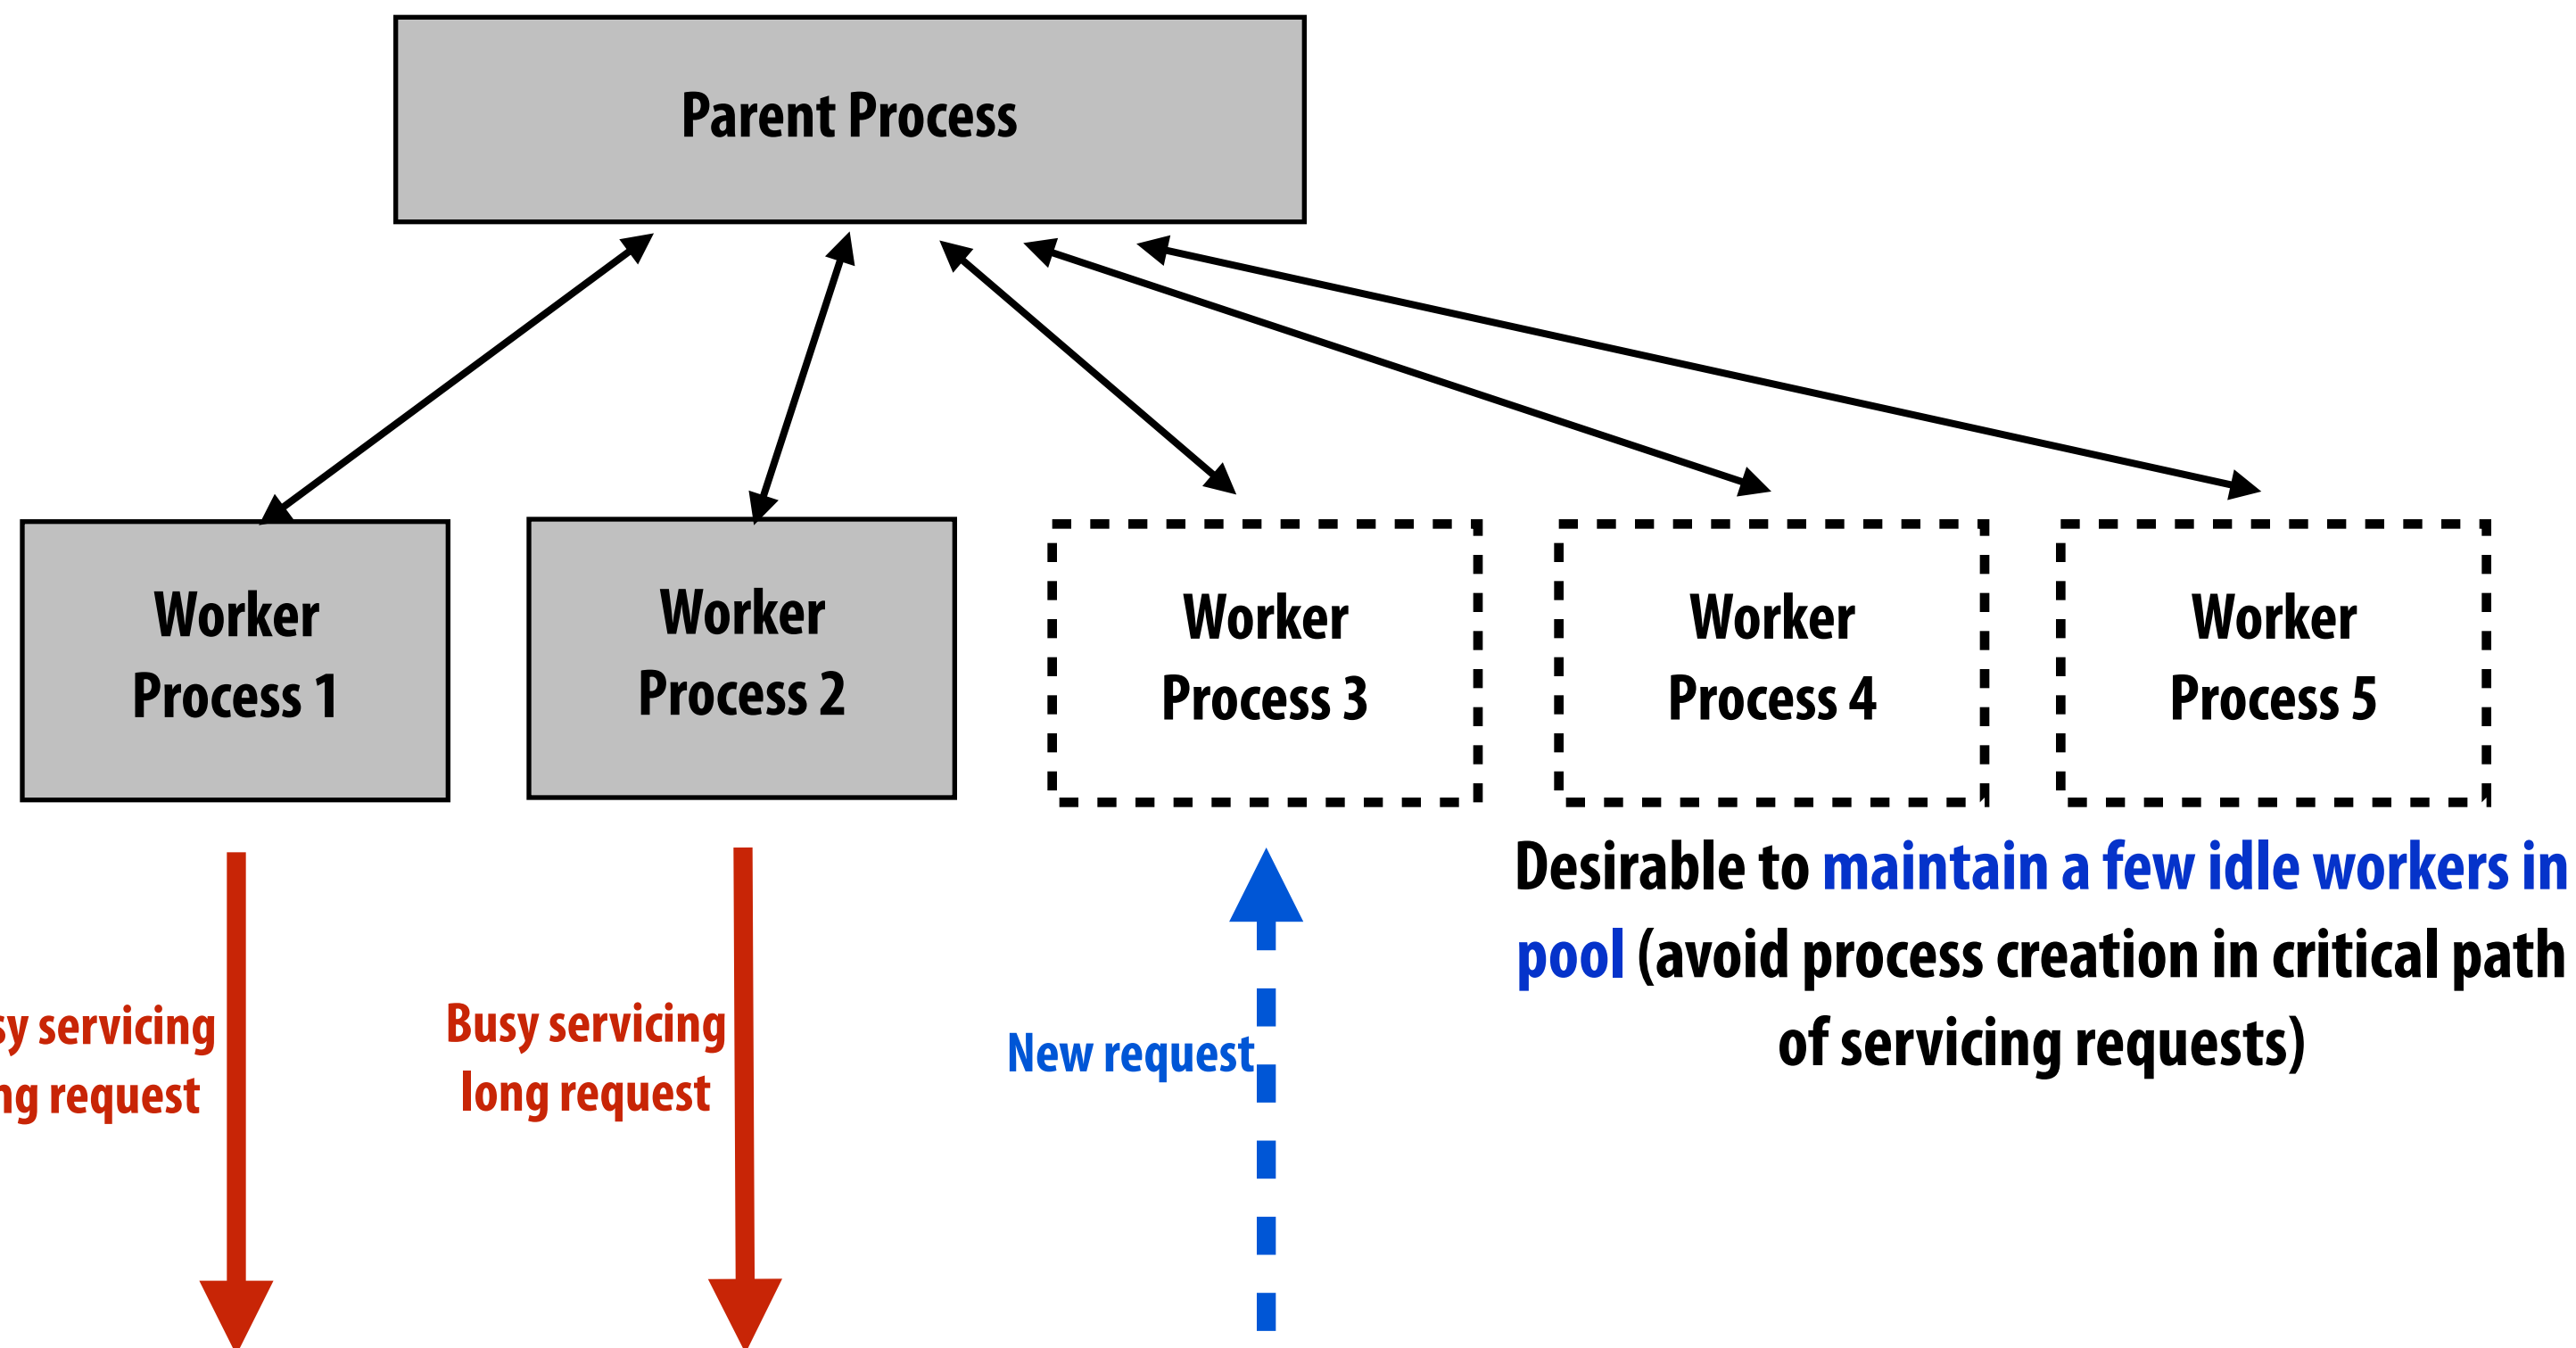 Parent Process
Worker
Process 1
Worker
Process 2
Worker
Process 3
Worker
Process 4
Worker
Process 5
servicing
request
Busy servicing
long request
New request
Desirable to maintain a few idle workers in
pool (avoid process creation in critical path
of servicing requests)